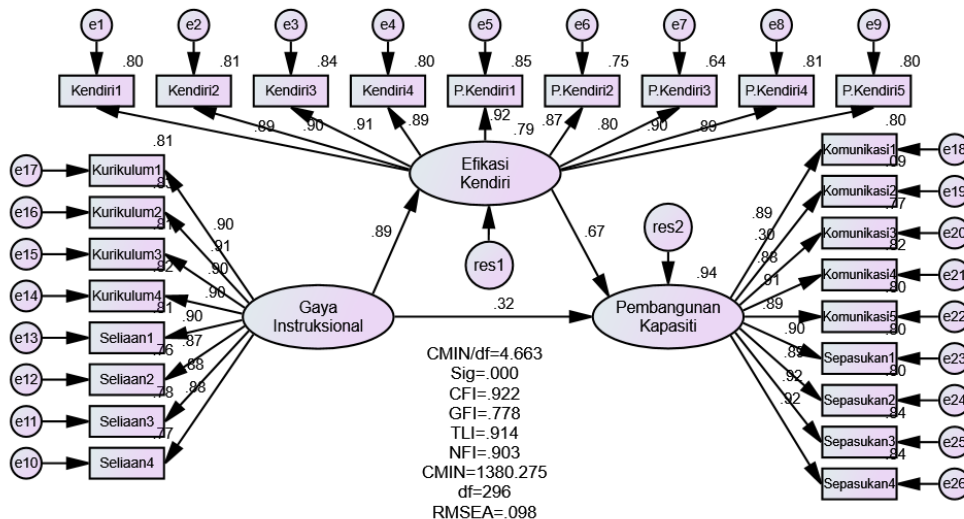 e1
e2
e3
e4
e5
e6
e7
e8
e9
.80
.81
.84
.80
.85
.75
.64
.81
.80
Kendiri1
Kendiri2
Kendiri3
Kendiri4
P.Kendiri1
P.Kendiri2
P.Kendiri3
P.Kendiri4
P.Kendiri5
.89
.90
.91
.89
.92
.87
.80
.90
.89
.79
Efikasi
Kendiri
.81
e17
Kurikulum1
.83
e16
Kurikulum2
.81
e15
Kurikulum3
.82
e14
Kurikulum4
.81
e13
Seliaan1
.76
e12
Seliaan2
.78
e11
Seliaan3
.77
e10
Seliaan4
.90
.91
.90
.90
.90
.87
.88
.88
Gaya
Instruksional
.89
res1
.67
res2
.32
.94
Pembangunan
Kapasiti
.89
.30
.88
.91
.89
.90
.89
.92
.92
.80
Komunikasi1
e18
.09
Komunikasi2
e19
.77
Komunikasi3
e20
.82
Komunikasi4
e21
.80
Komunikasi5
e22
.80
Sepasukan1
e23
.80
Sepasukan2
e24
.84
Sepasukan3
e25
.84
Sepasukan4
e26
CMIN/df=4.663
Sig=.000
CFI=.922
GFI=.778
TLI=.914
NFI=.903
CMIN=1380.275
df=296
RMSEA=.098